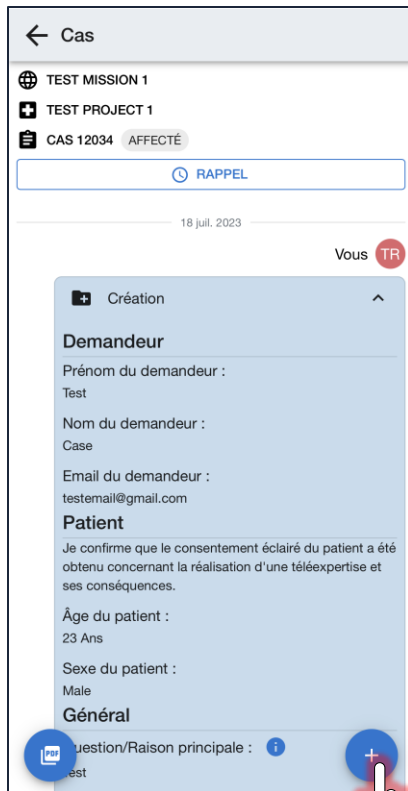 Cas
TEST MISSION 1
TEST PROJECT 1
CAS 12034 AFFECTÉ
RAPPEL
18 juil. 2023
Vous TR
Création
Demandeur
Prénom du demandeur :
Test
Nom du demandeur :
Case
Email du demandeur :
testemail@gmail.com
Patient
Je confirme que le consentement éclairé du patient a été
obtenu concernant la réalisation d'une téléexpertise et
ses conséquences.
Âge du patient :
23 Ans
Sexe du patient :
Male
Général
uestion/Raison principale : i
est
PDF
+